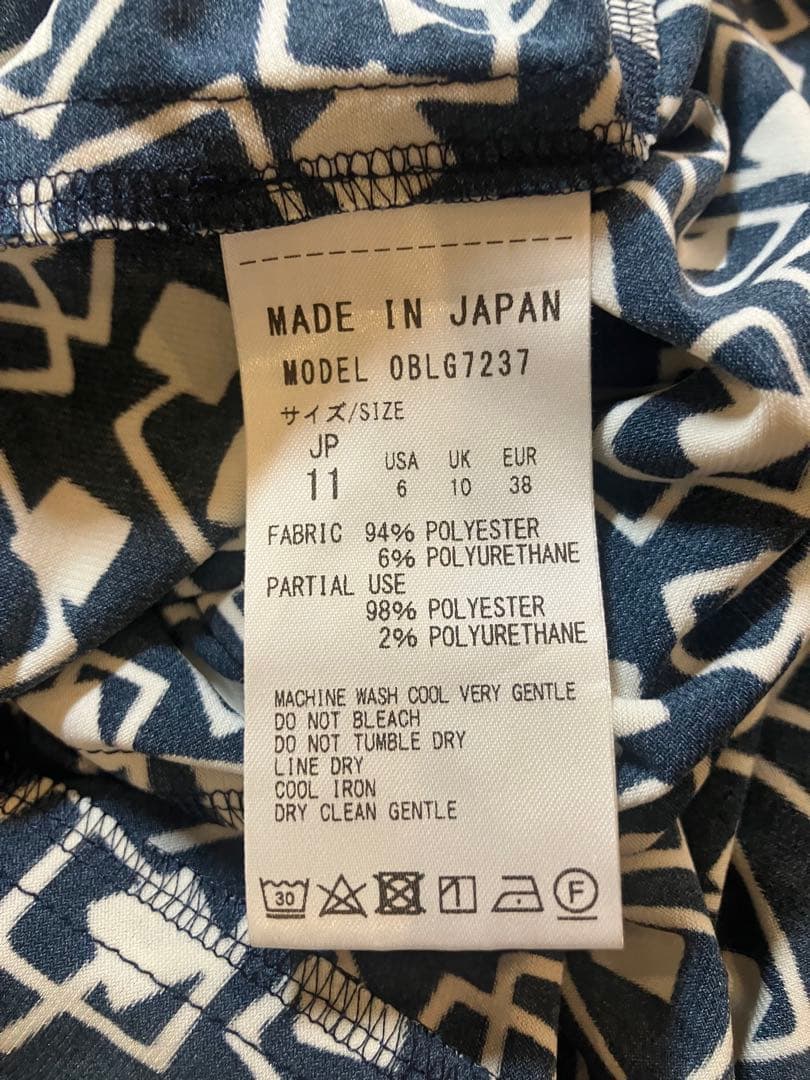 MADE IN JAPAN
MODEL OBLG7237
サイズ/SIZE
JP USA UK EUR
11 6 10 38
FABRIC 94% POLYESTER
6% POLYURETHANE
PARTIAL USE
98% POLYESTER
2% POLYURETHANE
MACHINE WASH COOL VERY GENTLE
DO NOT BLEACH
DO NOT TUMBLE DRY
LINE DRY
COOL IRON
DRY CLEAN GENTLE
30 F